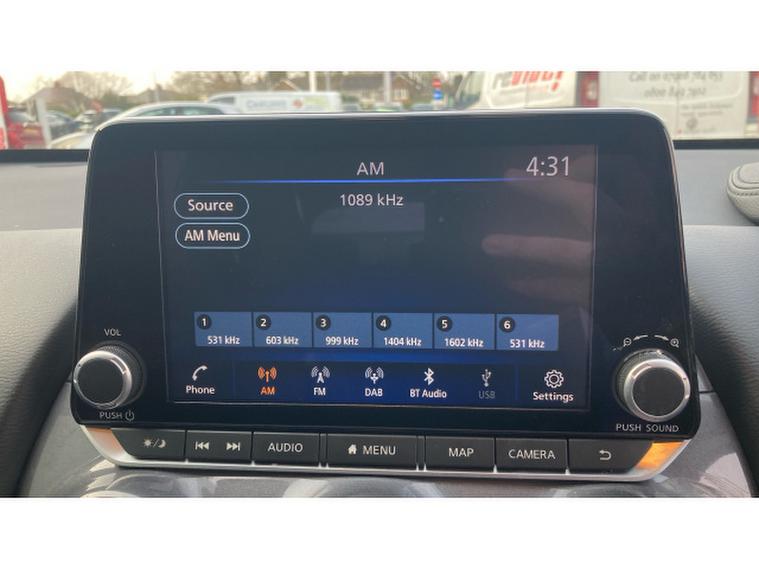 AM
4:31
Source
1089 kHz
AM Menu
1
2
3
4
5
6
531 kHz
603 kHz
999 kHz
1404 kHz
1602 kHz
531 kHz
Phone
AM
FM
DAB
BT Audio
USB
Settings
VOL
PUSH
PUSH SOUND
AUDIO
MENU
MAP
CAMERA